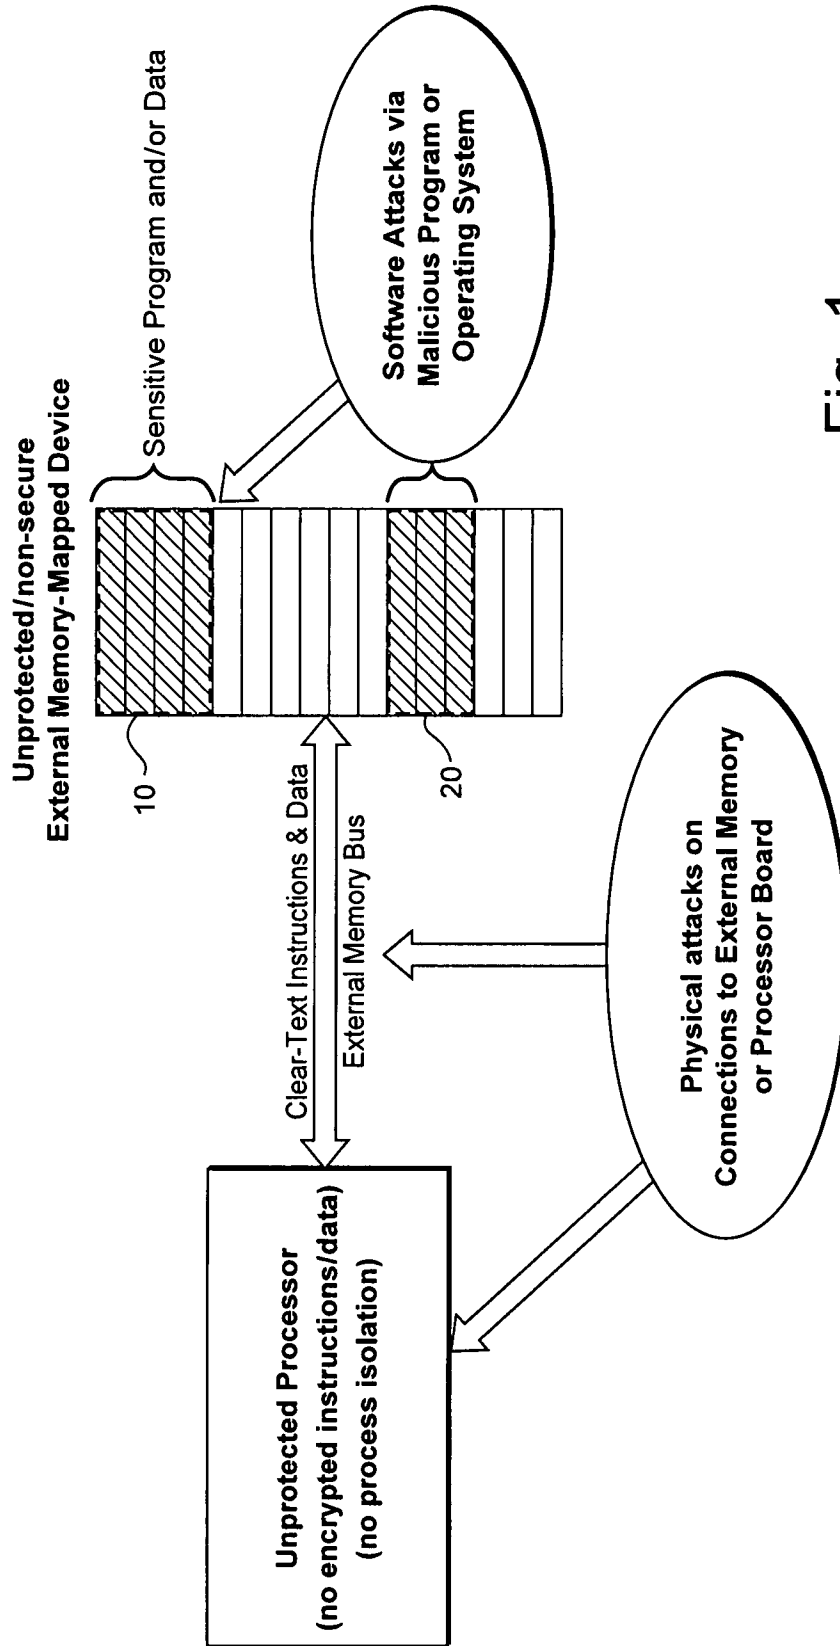 Unprotected/non-secure
External Memory-Mapped Device
Sensitive Program and/or Data
10
20
Software Attacks via
Malicious Program or
Operating System
Clear-Text Instructions & Data
External Memory Bus
Unprotected Processor
(no encrypted instructions/data)
(no process isolation)
Physical attacks on
Connections to External Memory
or Processor Board